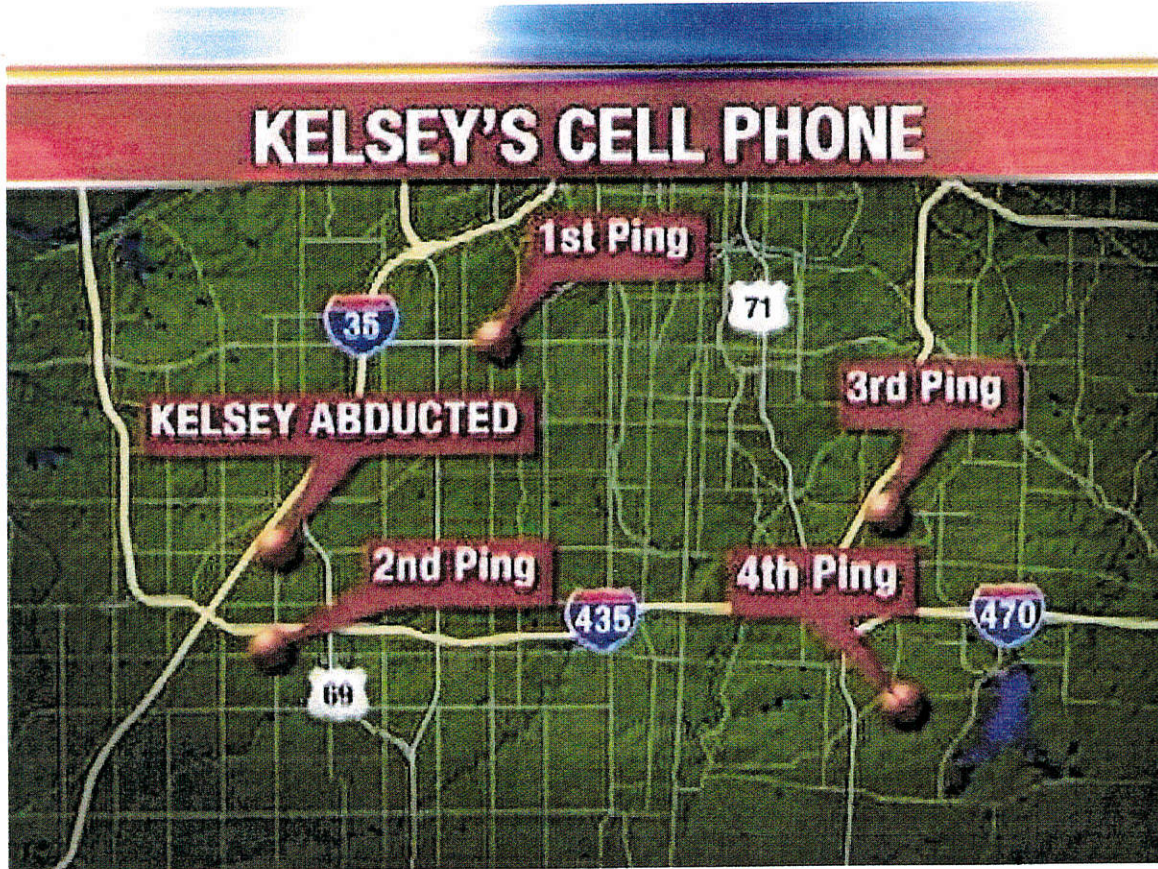 KELSEY'S CELL PHONE
1st Ping
71
35
3rd Ping
KELSEY ABDUCTED
2nd Ping
4th Ping
435
470
69